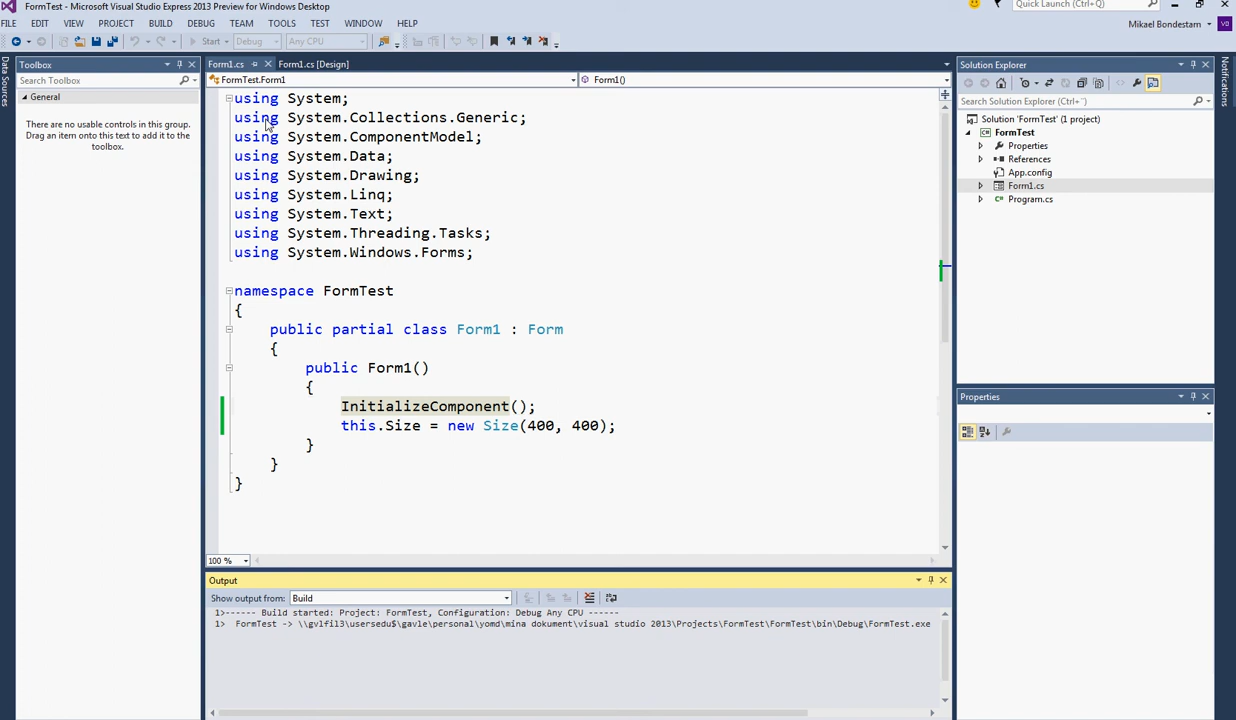 FormTest - Microsoft Visual Studio Express 2013 Preview for Windows Desktop
Quick Launch (Ctrl+Q)
FILE EDIT VIEW PROJECT BUILD DEBUG TEAM TOOLS TEST WINDOW HELP
Mikael Bondestam
Start Debug Any CPU
Data Sources
Toolbox
Search Toolbox
General
There are no usable controls in this group. Drag an item onto this text to add it to the toolbox.
Form1.cs Form1.cs [Design]
FormTest.Form1 Form1()
using System;
using System.Collections.Generic;
using System.ComponentModel;
using System.Data;
using System.Drawing;
using System.Linq;
using System.Text;
using System.Threading.Tasks;
using System.Windows.Forms;
namespace FormTest
{
public partial class Form1 : Form
{
public Form1()
{
InitializeComponent();
this.Size = new Size(400, 400);
}
}
}
100 %
Output
Show output from: Build
1>------ Build started: Project: FormTest, Configuration: Debug Any CPU ------
1> FormTest -> \\gvlfil3\usersedu$\gavle\personal\yomd\mina dokument\visual studio 2013\Projects\FormTest\FormTest\bin\Debug\FormTest.exe
Solution Explorer
Search Solution Explorer (Ctrl+¨)
Solution 'FormTest' (1 project)
FormTest
Properties
References
App.config
Form1.cs
Program.cs
Properties
Notifications